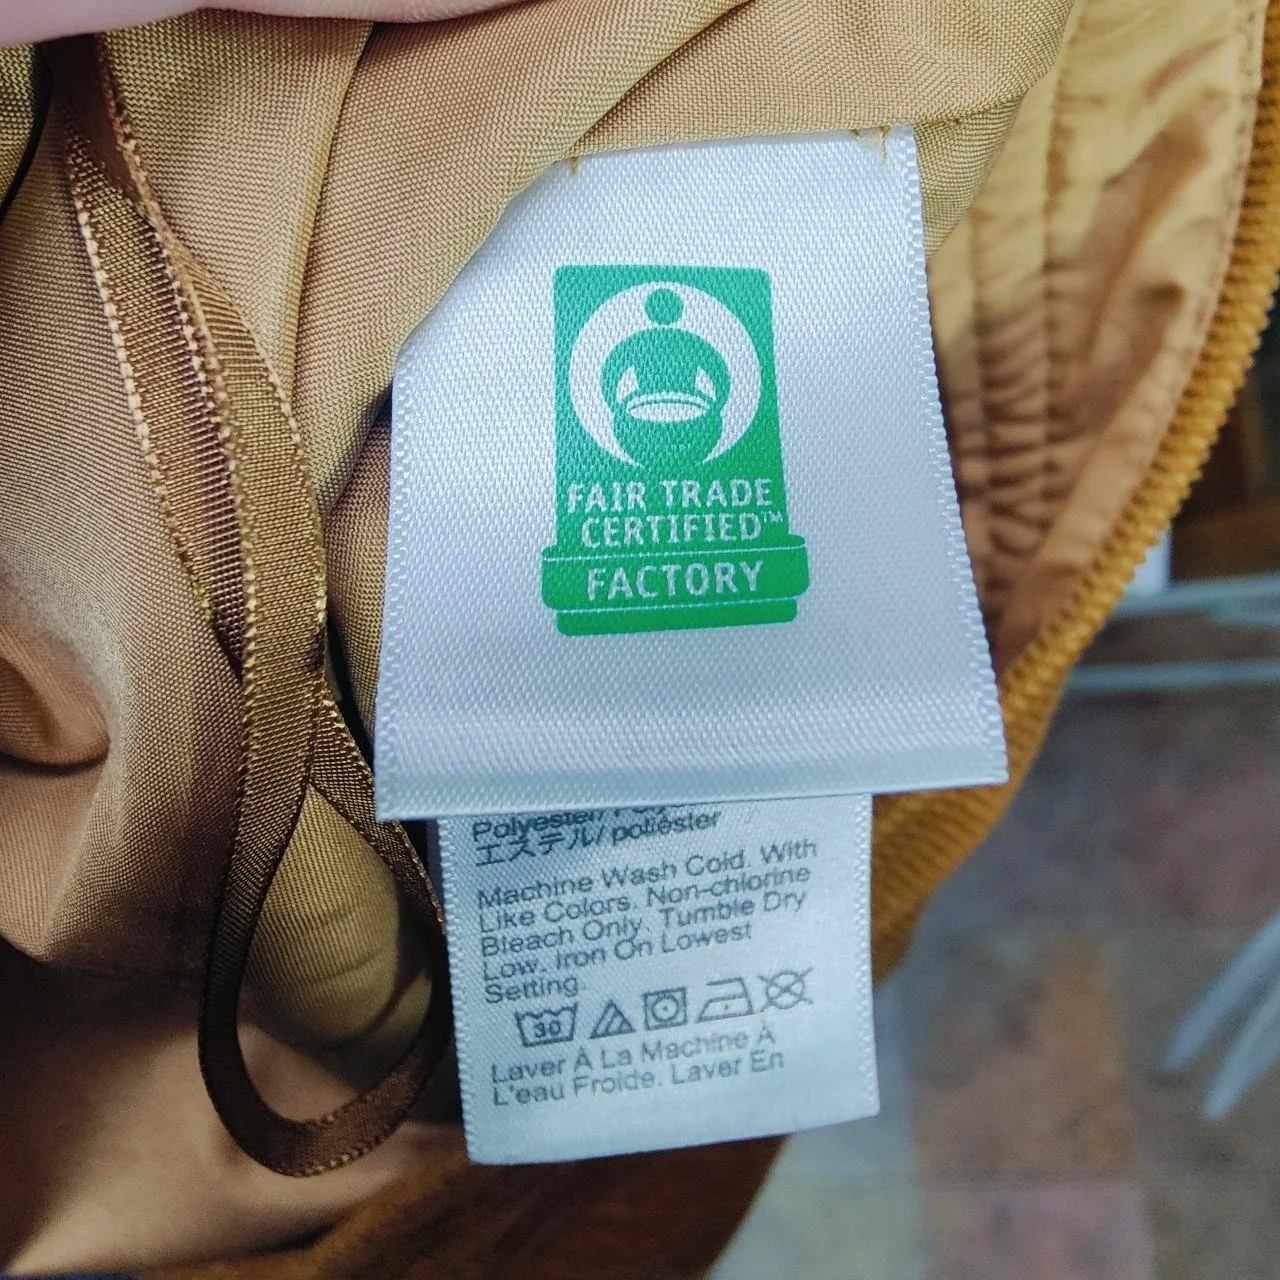 FAIR TRADE
CERTIFIED™
FACTORY
Polyester/
エステル/ poliéster
Machine Wash Cold. With
Like Colors. Non-chlorine
Bleach Only. Tumble Dry
Low. Iron On Lowest
Setting.
30
Laver À La Machine À
L'eau Froide. Laver En